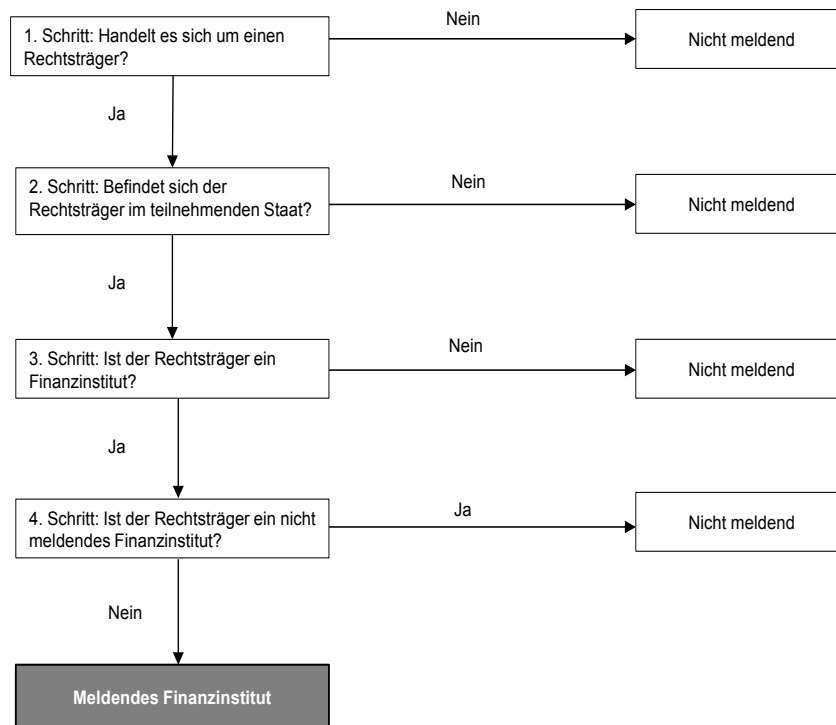 Nein
1. Schritt: Handelt es sich um einen
Rechtsträger?
Nicht meldend
Ja
2. Schritt: Befindet sich der
Rechtsträger im teilnehmenden Staat?
Nein
Nicht meldend
Ja
3. Schritt: Ist der Rechtsträger ein
Finanzinstitut?
Nein
Nicht meldend
Ja
4. Schritt: Ist der Rechtsträger ein nicht
meldendes Finanzinstitut?
Ja
Nicht meldend
Nein
Meldendes Finanzinstitut